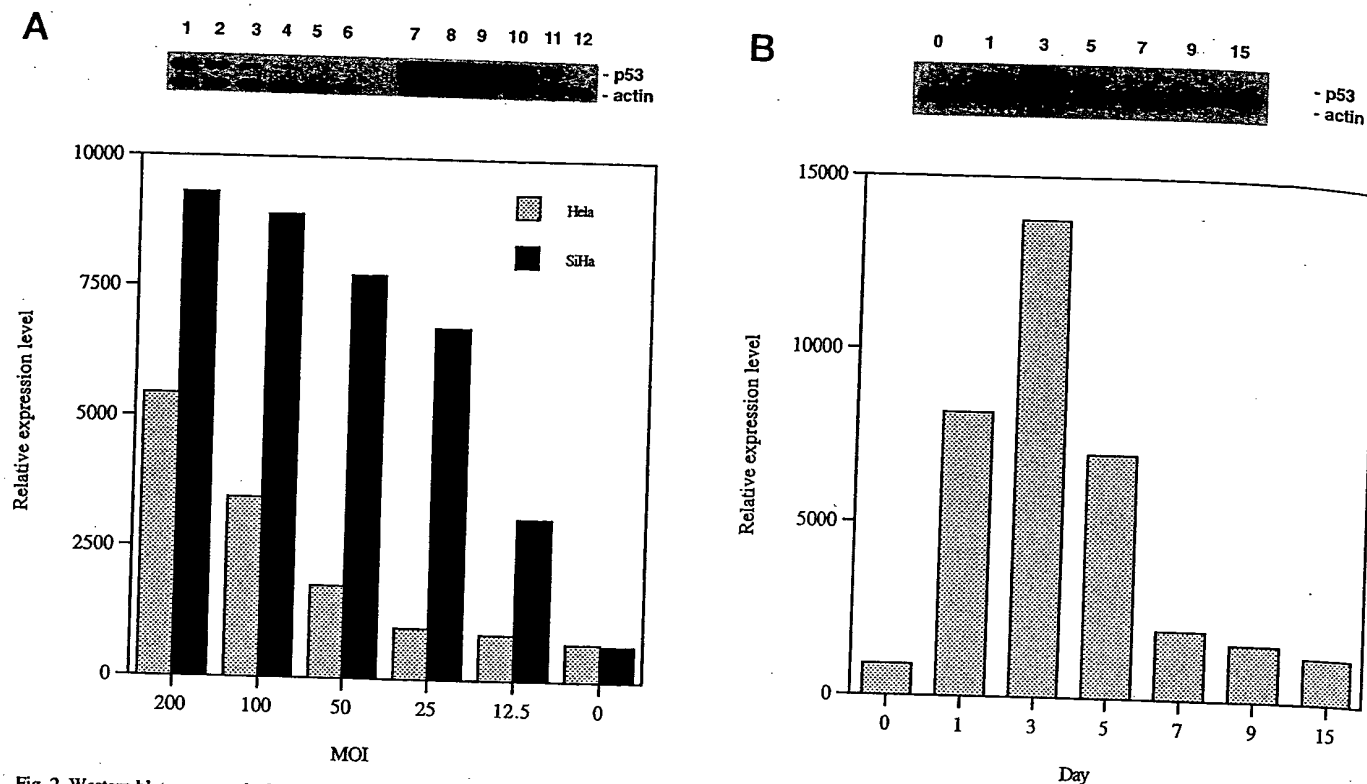 A
1 2 3 4 5 6 7 8 9 10 11 12
- p53
- actin
10000
7500
5000
2500
0
Relative expression level
Hela
SiHa
200 100 50 25 12.5 0
MOI
B
0 1 3 5 7 9 15
- p53
- actin
15000
10000
5000
0
Relative expression level
0 1 3 5 7 9 15
Day